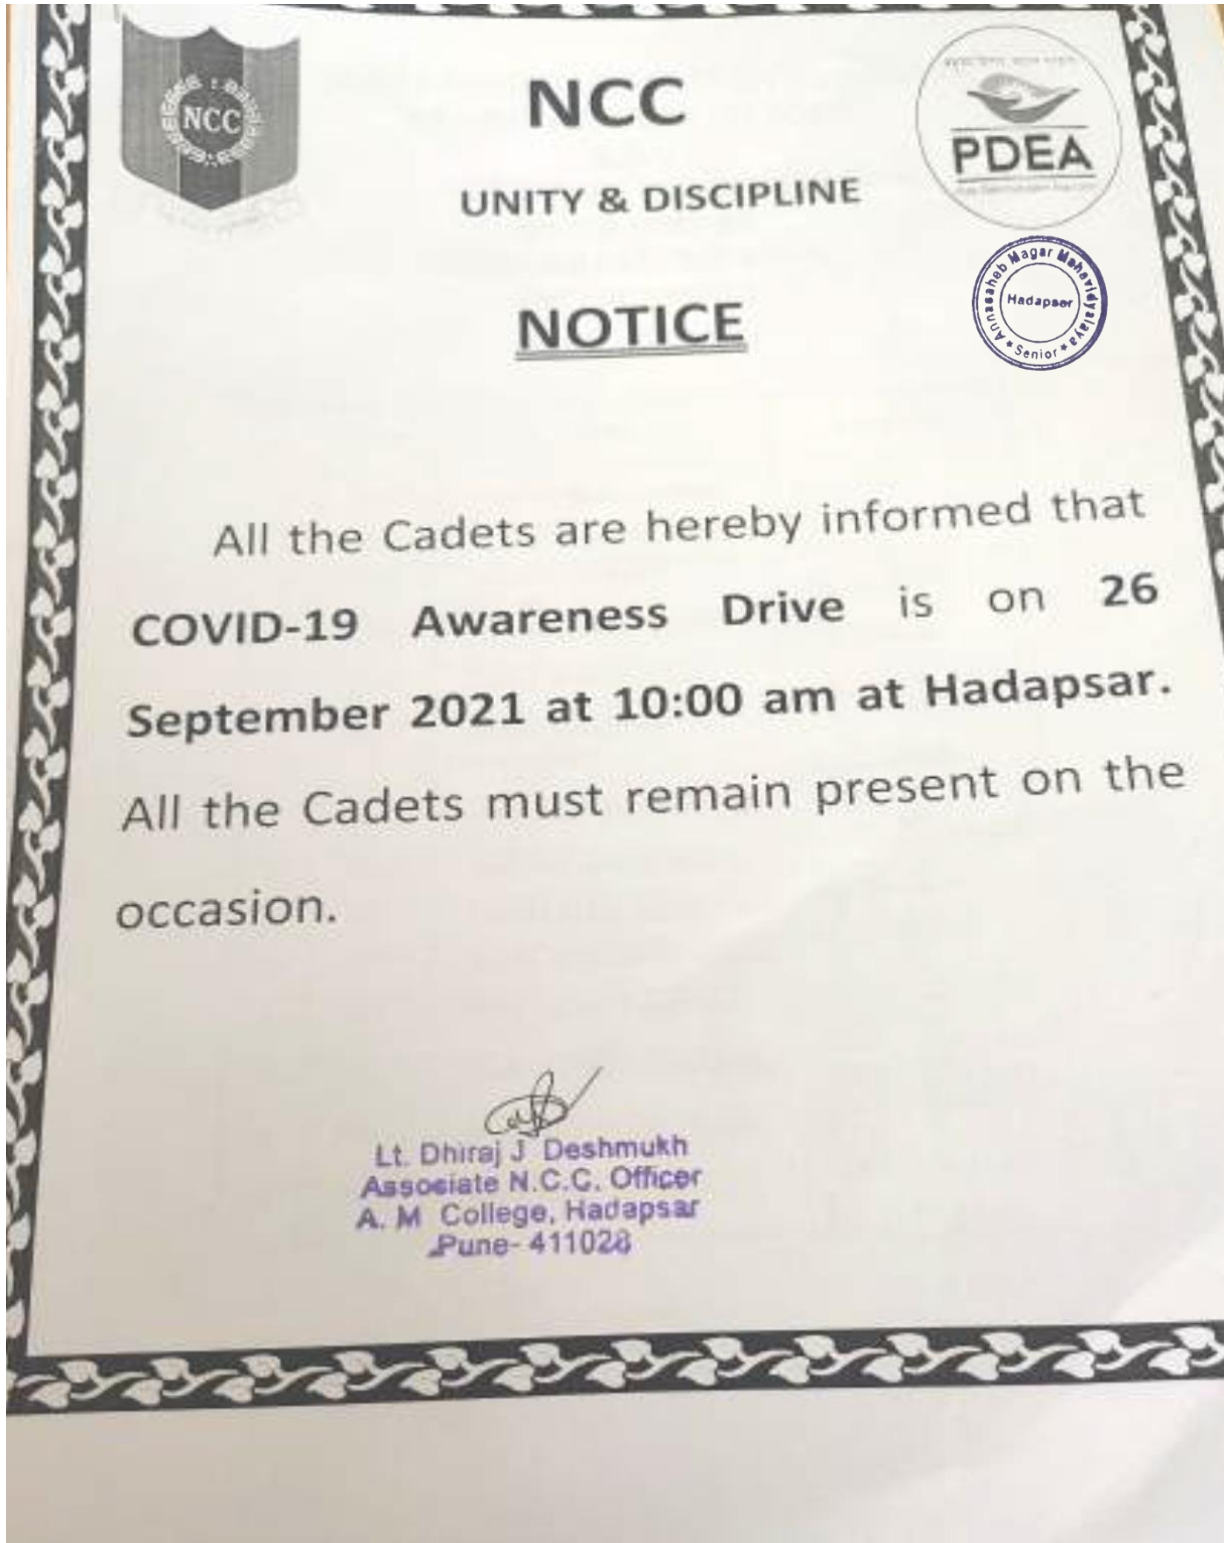 NCC
NCC
UNITY & DISCIPLINE
PDEA
Annasaheb Magar Mahavidyalaya
Hadapsar
Senior
NOTICE
All the Cadets are hereby informed that
COVID-19 Awareness Drive is on 26
September 2021 at 10:00 am at Hadapsar.
All the Cadets must remain present on the
occasion.
Lt. Dhiraj J Deshmukh
Associate N.C.C. Officer
A. M College, Hadapsar
Pune- 411028